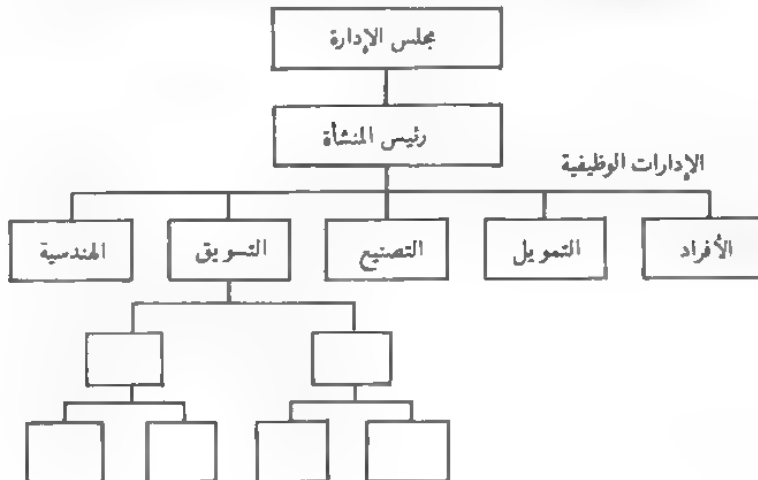 مجلس الإدارة
رئيس المنشأة
الإدارات الوظيفية
الأفراد
التمويل
التصنيع
التسويق
الهندسية